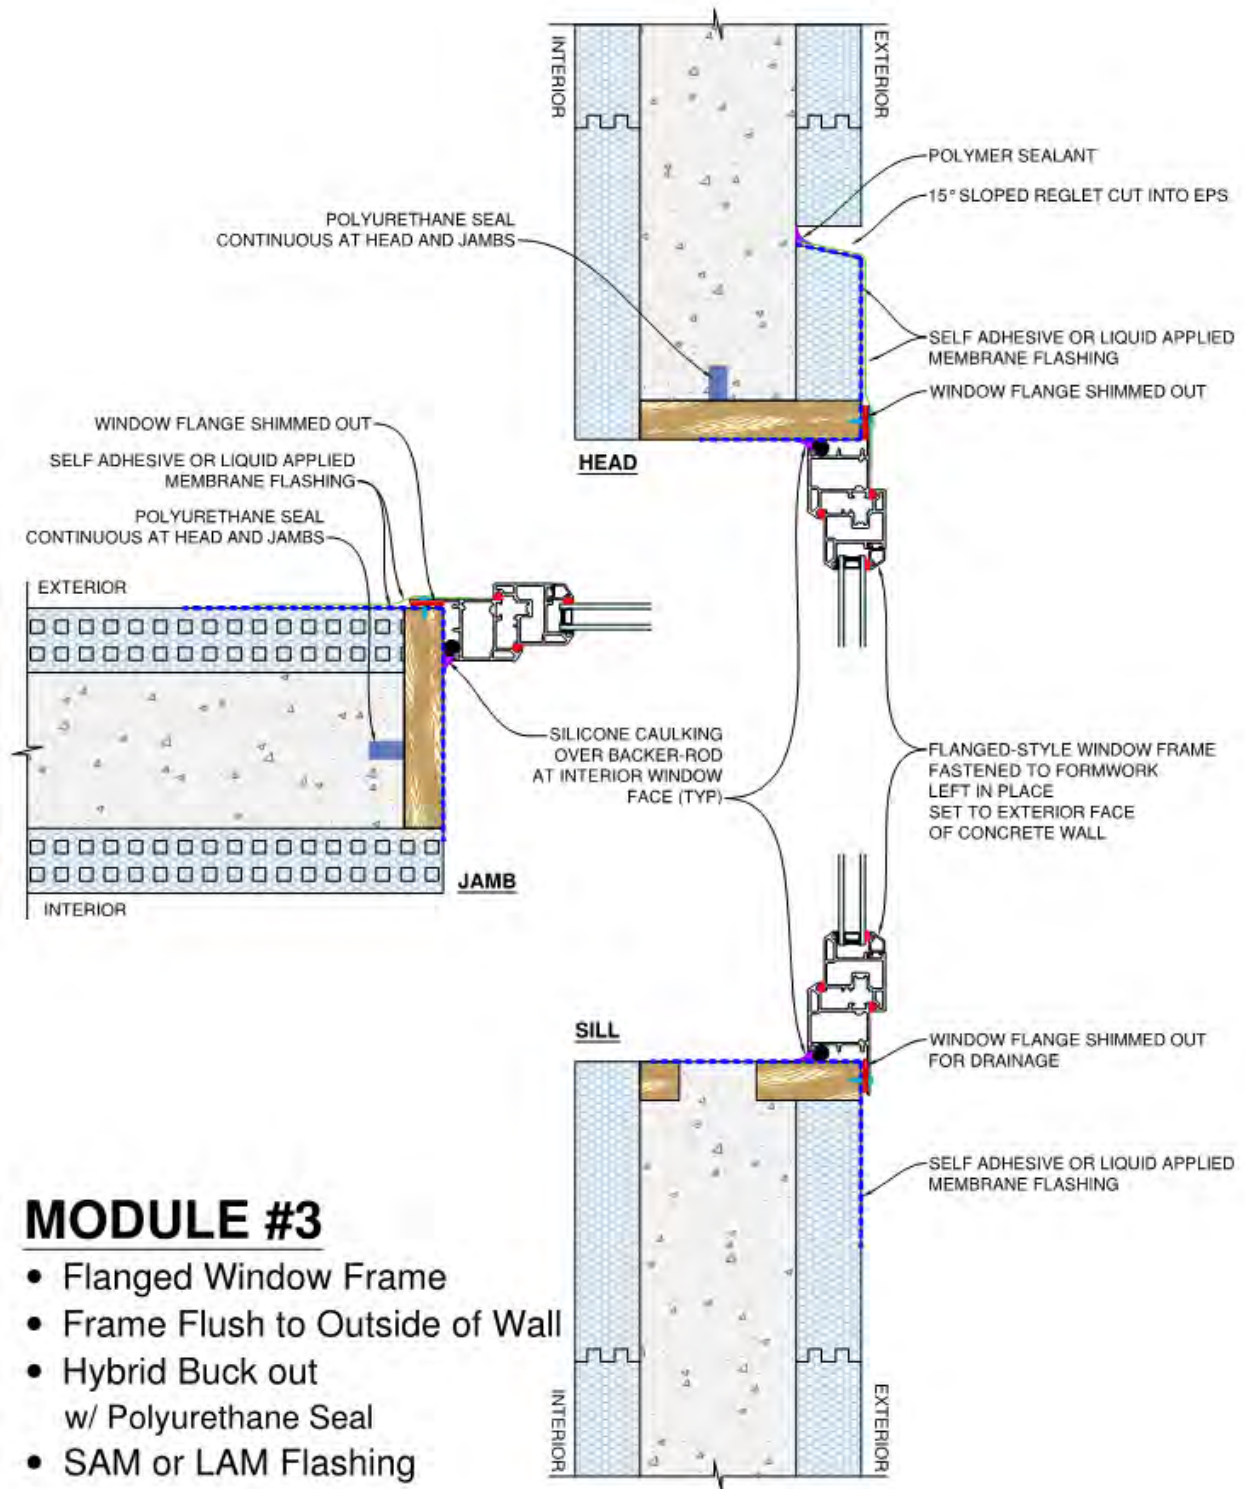 INTERIOR
EXTERIOR
POLYMER SEALANT
15° SLOPED REGLET CUT INTO EPS
POLYURETHANE SEAL
CONTINUOUS AT HEAD AND JAMBS
SELF ADHESIVE OR LIQUID APPLIED
MEMBRANE FLASHING
WINDOW FLANGE SHIMMED OUT
HEAD
WINDOW FLANGE SHIMMED OUT
SELF ADHESIVE OR LIQUID APPLIED
MEMBRANE FLASHING
POLYURETHANE SEAL
CONTINUOUS AT HEAD AND JAMBS
EXTERIOR
JAMB
INTERIOR
SILICONE CAULKING
OVER BACKER-ROD
AT INTERIOR WINDOW
FACE (TYP)
FLANGED-STYLE WINDOW FRAME
FASTENED TO FORMWORK
LEFT IN PLACE
SET TO EXTERIOR FACE
OF CONCRETE WALL
SILL
WINDOW FLANGE SHIMMED OUT
FOR DRAINAGE
SELF ADHESIVE OR LIQUID APPLIED
MEMBRANE FLASHING
INTERIOR
EXTERIOR
MODULE #3
• Flanged Window Frame
• Frame Flush to Outside of Wall
• Hybrid Buck out
w/ Polyurethane Seal
• SAM or LAM Flashing